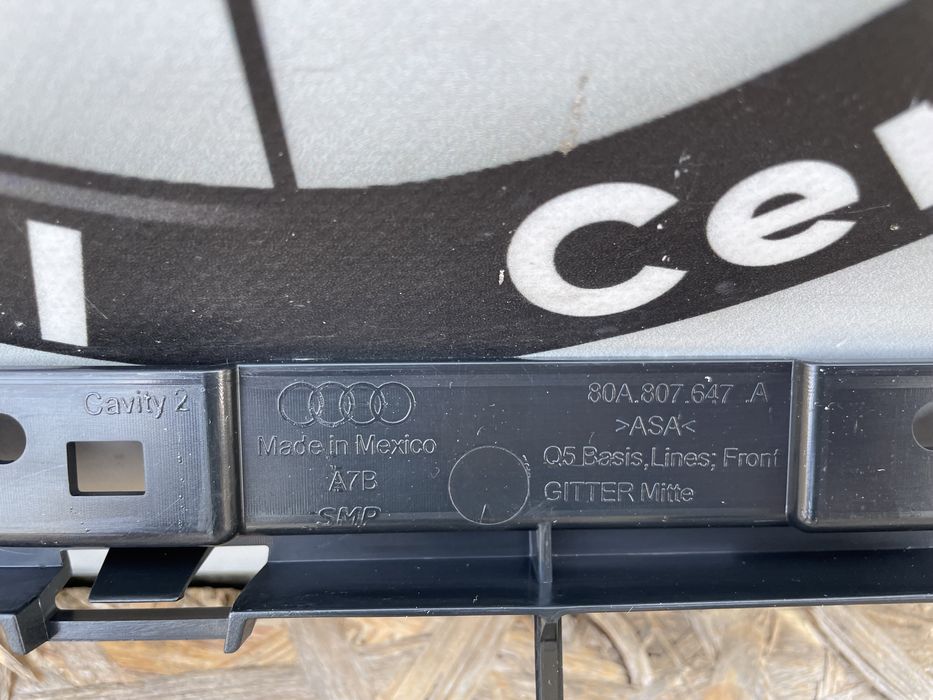 Ce
Cavity 2
Made in Mexico
A7B
SMP
80A.807.647 .A
>ASA<
Q5 Basis,Lines; Front
GITTER Mitte